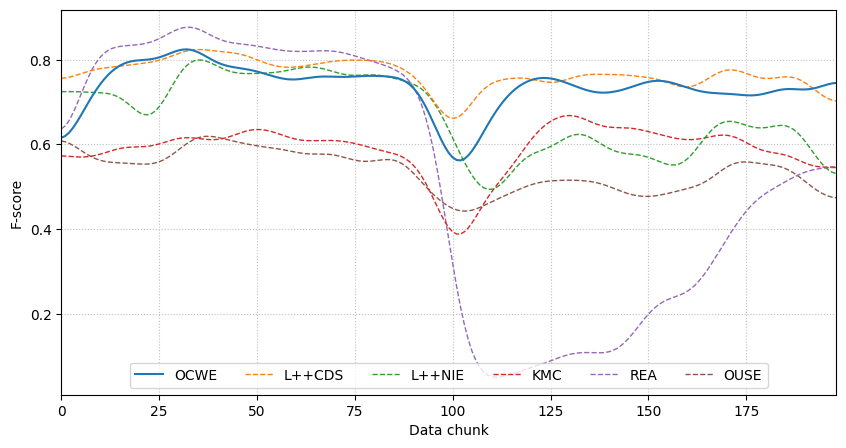 F-score
0.8
0.6
0.4
0.2
OCWE L++CDS L++NIE KMC REA OUSE
0 25 50 75 100 125 150 175
Data chunk